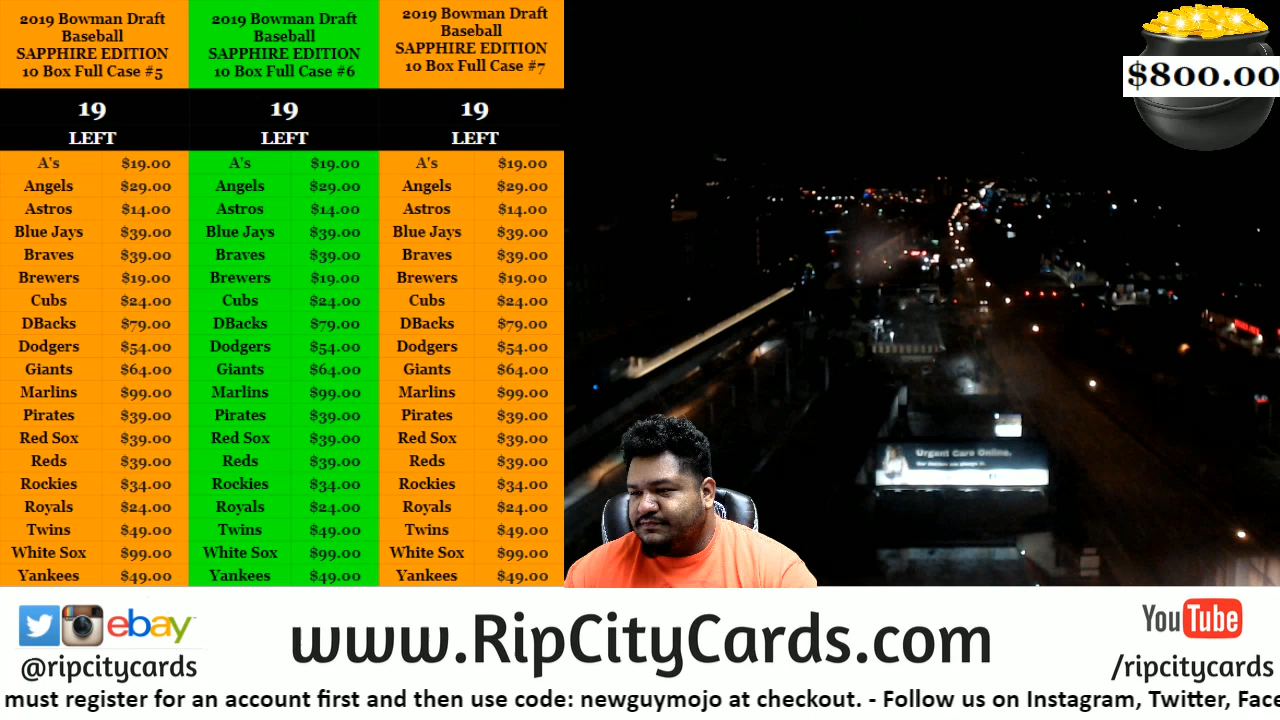 2019 Bowman Draft
Baseball
SAPPHIRE EDITION
10 Box Full Case #5
19
LEFT
A's $19.00
Angels $29.00
Astros $14.00
Blue Jays $39.00
Braves $39.00
Brewers $19.00
Cubs $24.00
DBacks $79.00
Dodgers $54.00
Giants $64.00
Marlins $99.00
Pirates $39.00
Red Sox $39.00
Reds $39.00
Rockies $34.00
Royals $24.00
Twins $49.00
White Sox $99.00
Yankees $49.00
2019 Bowman Draft
Baseball
SAPPHIRE EDITION
10 Box Full Case #6
19
LEFT
A's $19.00
Angels $29.00
Astros $14.00
Blue Jays $39.00
Braves $39.00
Brewers $19.00
Cubs $24.00
DBacks $79.00
Dodgers $54.00
Giants $64.00
Marlins $99.00
Pirates $39.00
Red Sox $39.00
Reds $39.00
Rockies $34.00
Royals $24.00
Twins $49.00
White Sox $99.00
Yankees $49.00
2019 Bowman Draft
Baseball
SAPPHIRE EDITION
10 Box Full Case #7
19
LEFT
A's $19.00
Angels $29.00
Astros $14.00
Blue Jays $39.00
Braves $39.00
Brewers $19.00
Cubs $24.00
DBacks $79.00
Dodgers $54.00
Giants $64.00
Marlins $99.00
Pirates $39.00
Red Sox $39.00
Reds $39.00
Rockies $34.00
Royals $24.00
Twins $49.00
White Sox $99.00
Yankees $49.00
$800.00
Urgent Care Online.
ebay
@ripcitycards
www.RipCityCards.com
YouTube
/ripcitycards
must register for an account first and then use code: newguymojo at checkout. - Follow us on Instagram, Twitter, Face